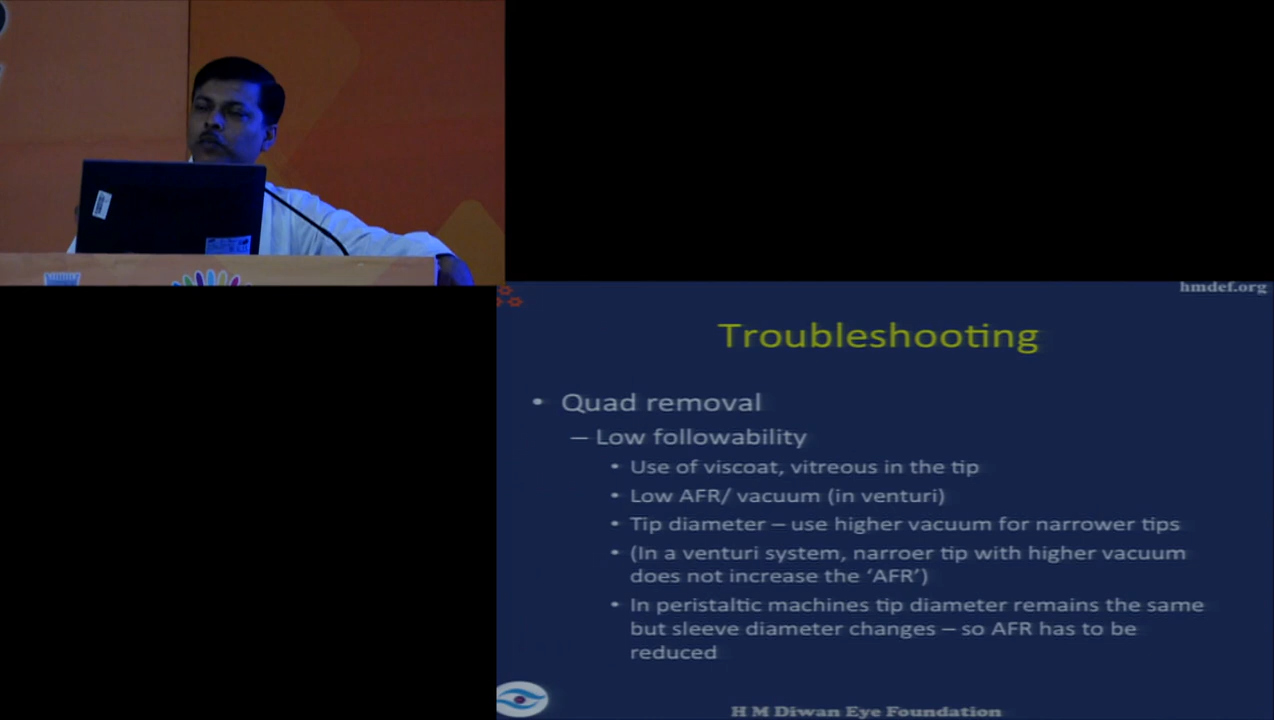 hmdef.org
Troubleshooting
• Quad removal
– Low followability
• Use of viscoat, vitreous in the tip
• Low AFR/ vacuum (in venturi)
• Tip diameter – use higher vacuum for narrower tips
• (In a venturi system, narroer tip with higher vacuum
does not increase the ‘AFR’)
• In peristaltic machines tip diameter remains the same
but sleeve diameter changes – so AFR has to be
reduced
H M Diwan Eye Foundation